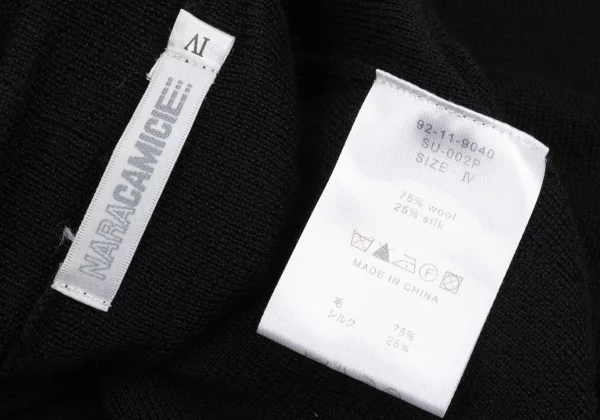 IV
NARACAMICIE
92-11-9040
SU-002P
SIZE IV
75% wool
25% silk
F
MADE IN CHINA
毛 75%
シルク 25%